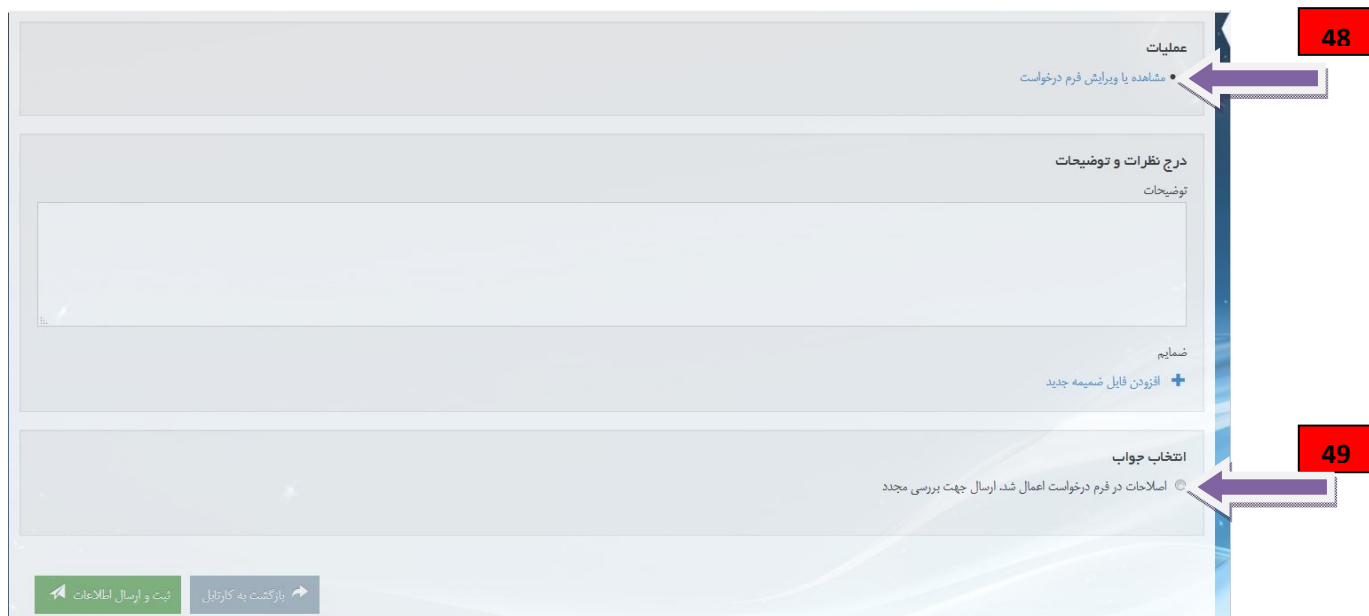 48
عملیات
• مشاهده یا ویرایش فرم درخواست
درج نظرات و توضیحات
توضیحات
ضمایم
+ افزودن فایل ضمیمه جدید
49
انتخاب جواب
اصلاحات در فرم درخواست اعمال شد. ارسال جهت بررسی مجدد
بازگشت به کارتابل
ثبت و ارسال اطلاعات